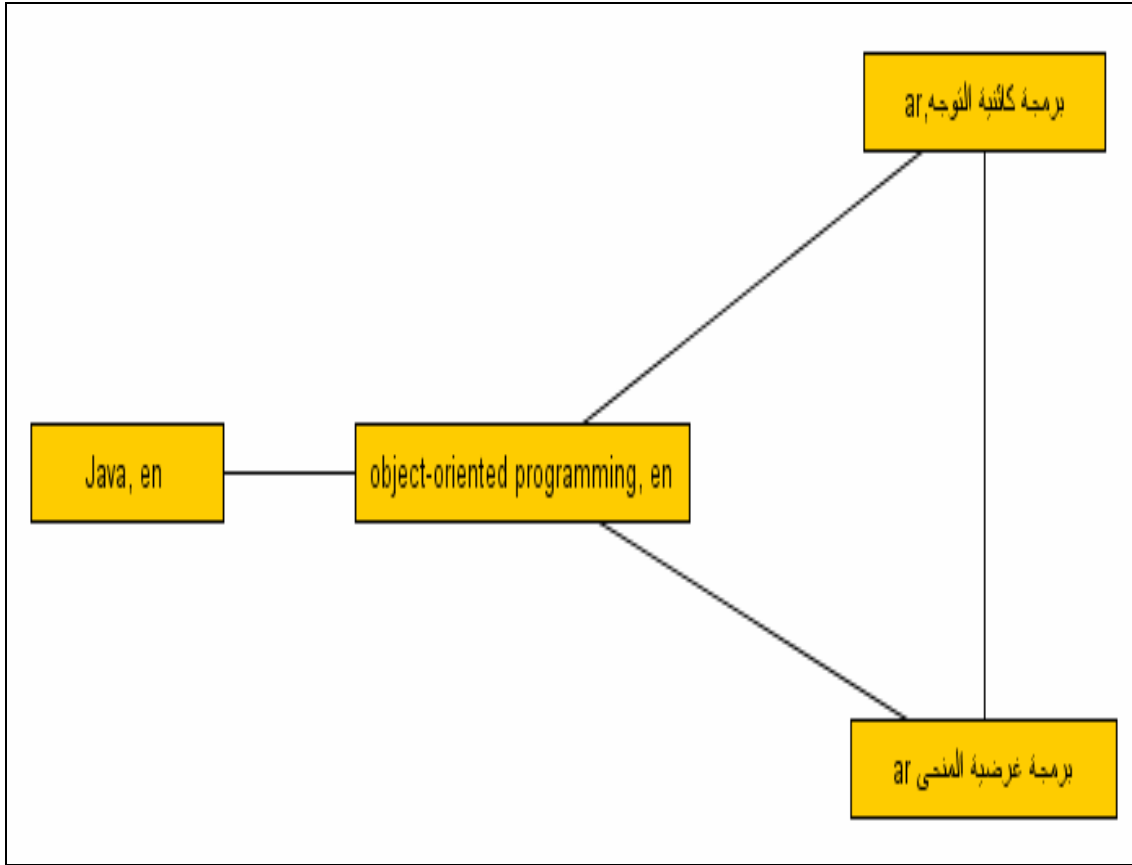 برمجة كائنية التوجه,ar
Java, en
object-oriented programming, en
برمجة غرضية المنحى ar